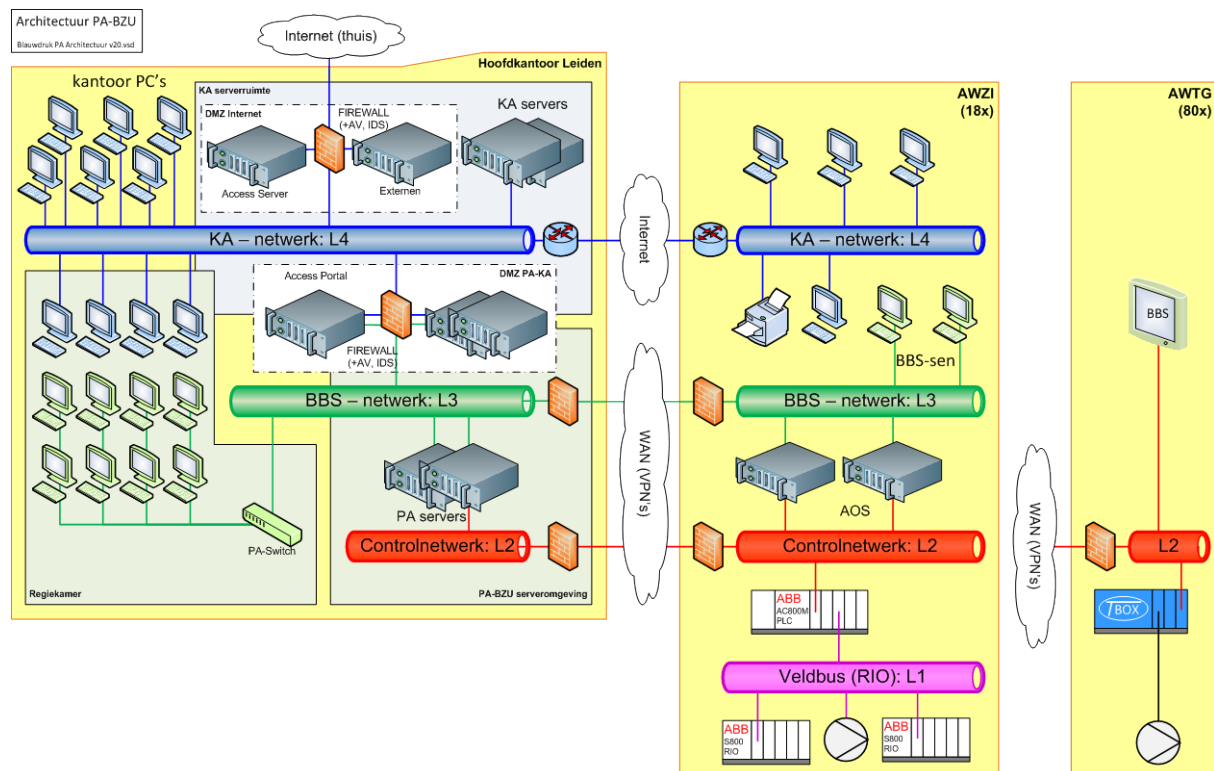 Architectuur PA-BZU
Blauwdruk PA Architectuur v20.vsd
Internet (thuis)
Hoofdkantoor Leiden
kantoor PC's
KA serverruimte
DMZ Internet
FIREWALL
(+AV, IDS)
KA servers
Access Server
Externen
KA – netwerk: L4
Access Portal
DMZ PA-KA
FIREWALL
(+AV, IDS)
BBS – netwerk: L3
PA servers
PA-Switch
Controlnetwerk: L2
Regiekamer
PA-BZU serveromgeving
Internet
WAN (VPN's)
AWZI
(18x)
KA – netwerk: L4
BBS-sen
BBS – netwerk: L3
AOS
Controlnetwerk: L2
ABB
AC800M
PLC
Veldbus (RIO): L1
ABB
S800
RIO
ABB
S800
RIO
WAN (VPN's)
AWTG
(80x)
BBS
L2
TBOX